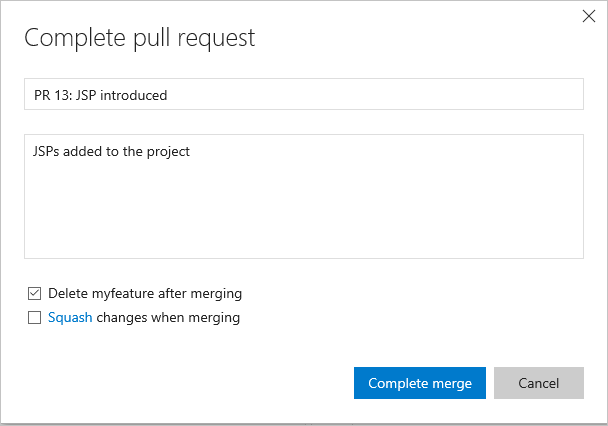 Complete pull request
PR 13: JSP introduced
JSPs added to the project
Delete myfeature after merging
Squash changes when merging
Complete merge
Cancel